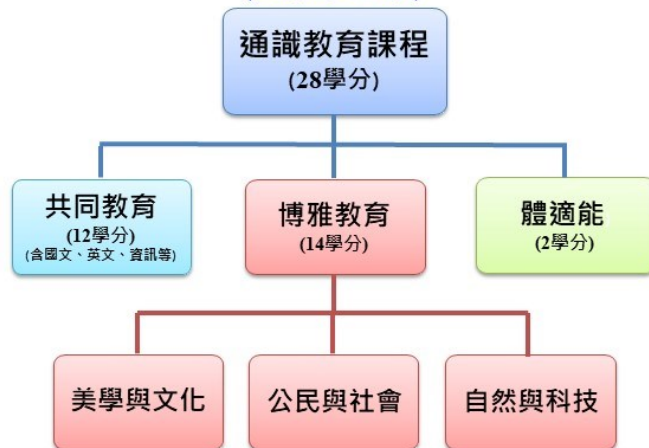 通識教育課程
(28學分)
共同教育
(12學分)
(含國文、英文、資訊等)
博雅教育
(14學分)
體適能
(2學分)
美學與文化
公民與社會
自然與科技